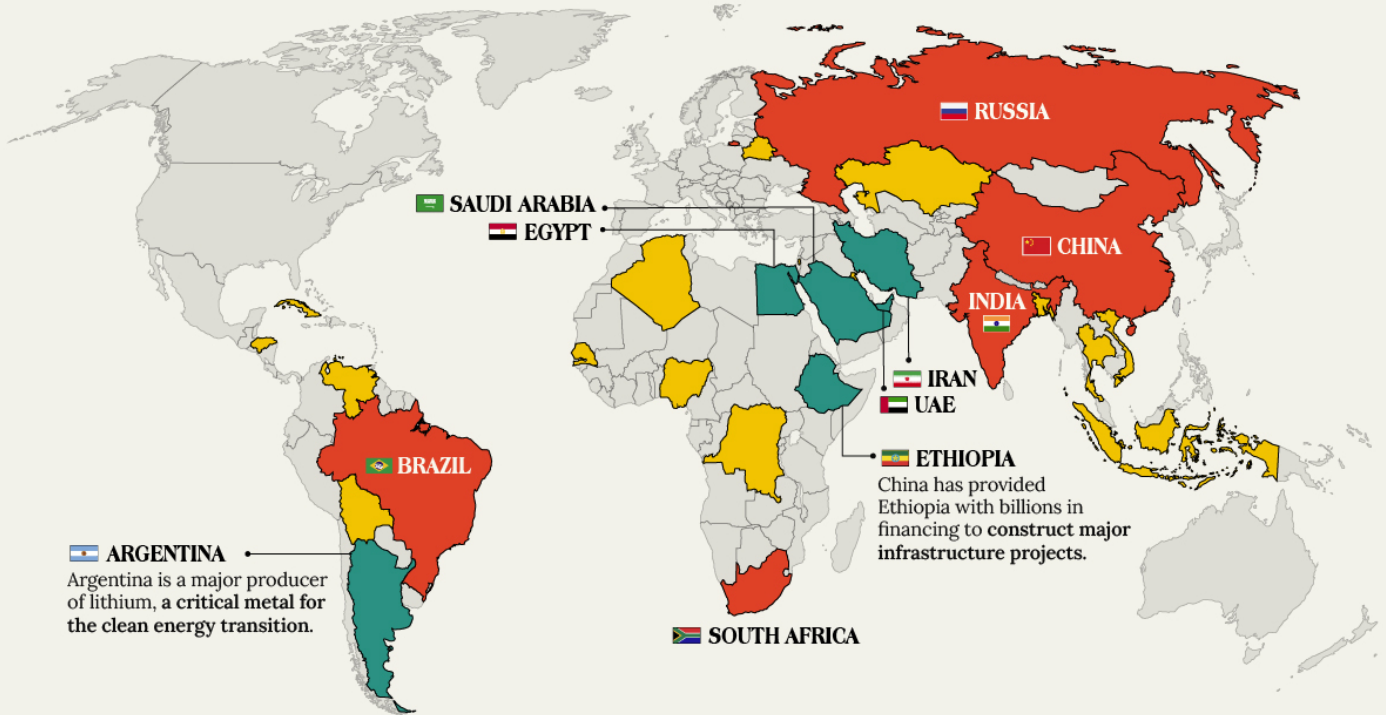 RUSSIA
SAUDI ARABIA
EGYPT
CHINA
INDIA
IRAN
UAE
BRAZIL
ETHIOPIA
China has provided
Ethiopia with billions in
financing to construct major
infrastructure projects.
ARGENTINA
Argentina is a major producer
of lithium, a critical metal for
the clean energy transition.
SOUTH AFRICA